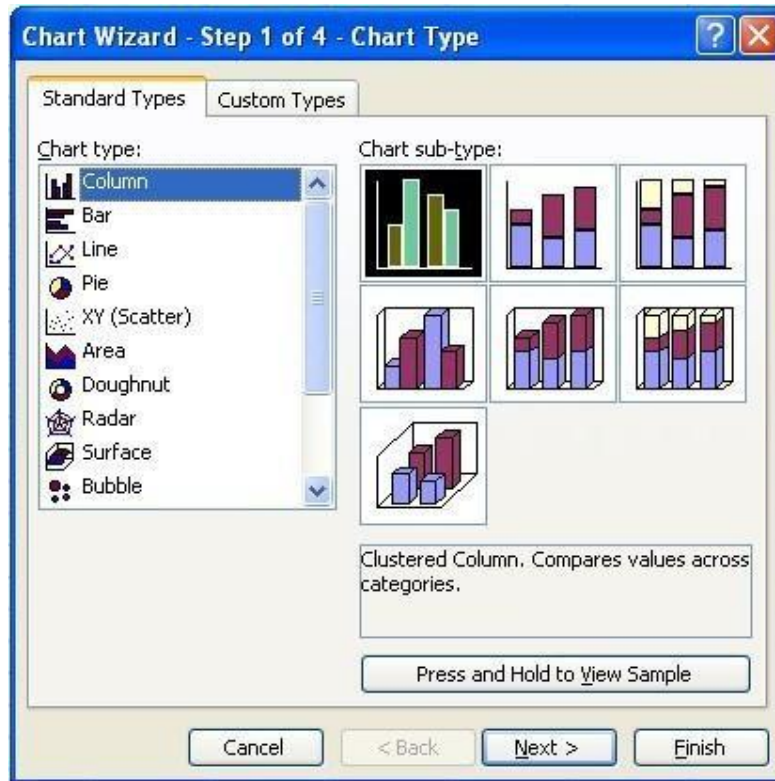 Chart Wizard - Step 1 of 4 - Chart Type
?
Standard Types
Custom Types
Chart type:
Column
Bar
Line
Pie
XY (Scatter)
Area
Doughnut
Radar
Surface
Bubble
Chart sub-type:
Clustered Column. Compares values across
categories.
Press and Hold to View Sample
Cancel
< Back
Next >
Finish